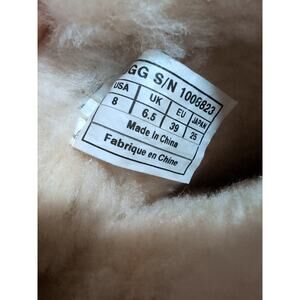 GG S/N 1006823
USA UK EU JAPAN
8 6.5 39 25
Made In China
Fabrique en Chine